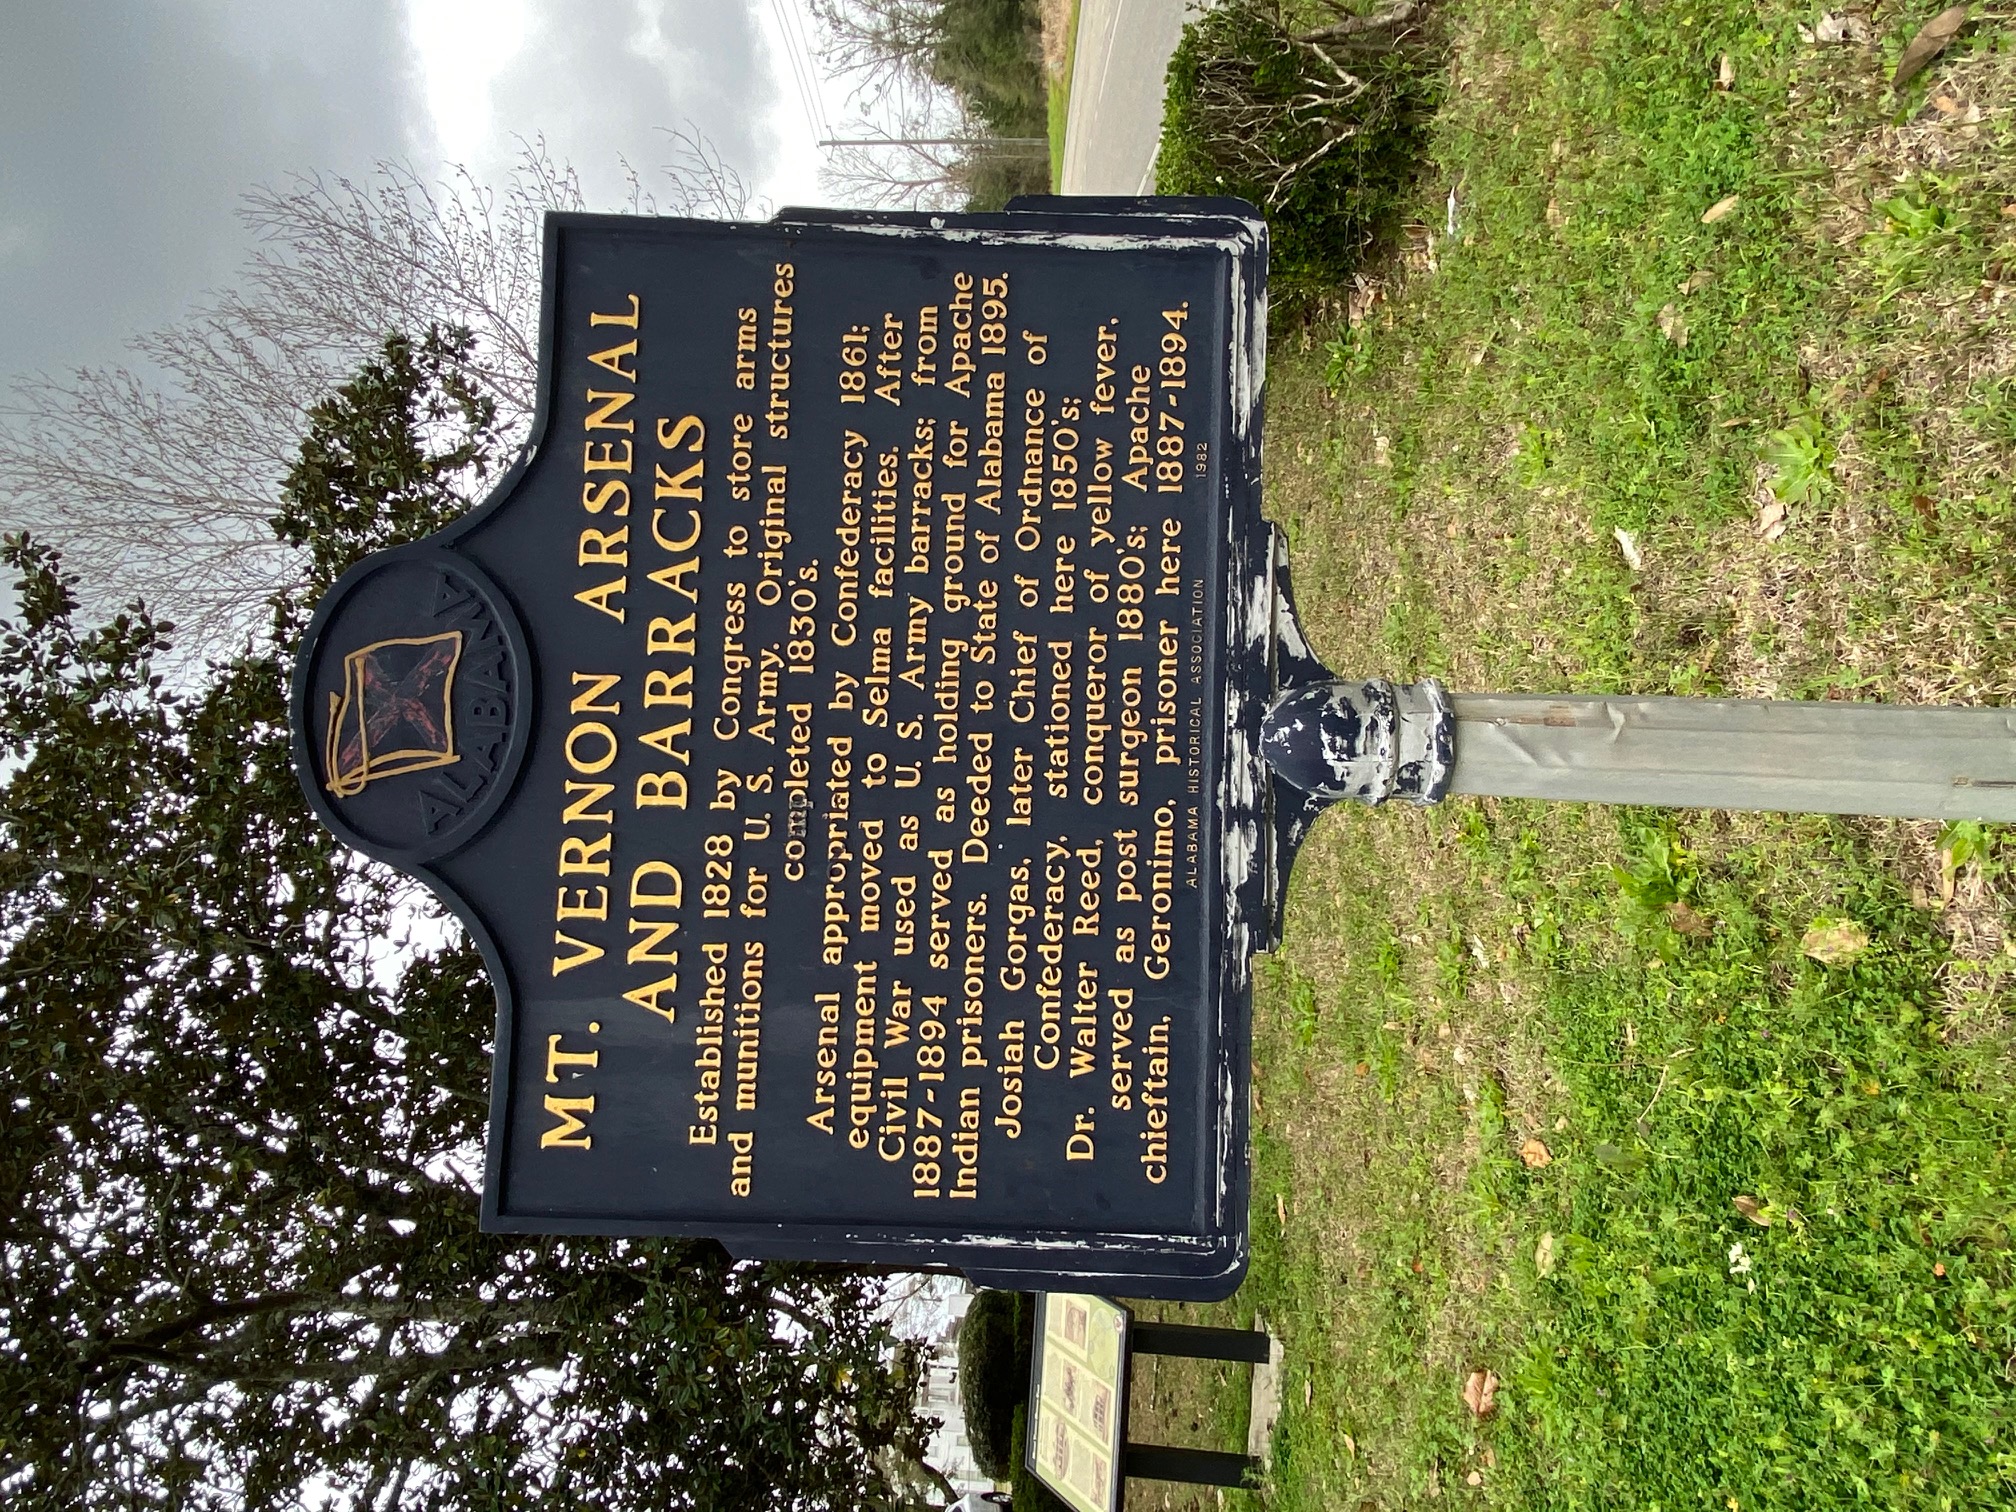 ALABAMA
MT. VERNON ARSENAL
AND BARRACKS
Established 1828 by Congress to store arms
and munitions for U. S. Army. Original structures
completed 1830's.
Arsenal appropriated by Confederacy 1861;
equipment moved to Selma facilities. After
Civil War used as U. S. Army barracks; from
1887-1894 served as holding ground for Apache
Indian prisoners. Deeded to State of Alabama 1895.
Josiah Gorgas, later Chief of Ordnance of
Confederacy, stationed here 1850's;
Dr. Walter Reed, conqueror of yellow fever,
served as post surgeon 1880's; Apache
chieftain, Geronimo, prisoner here 1887-1894.
ALABAMA HISTORICAL ASSOCIATION 1982